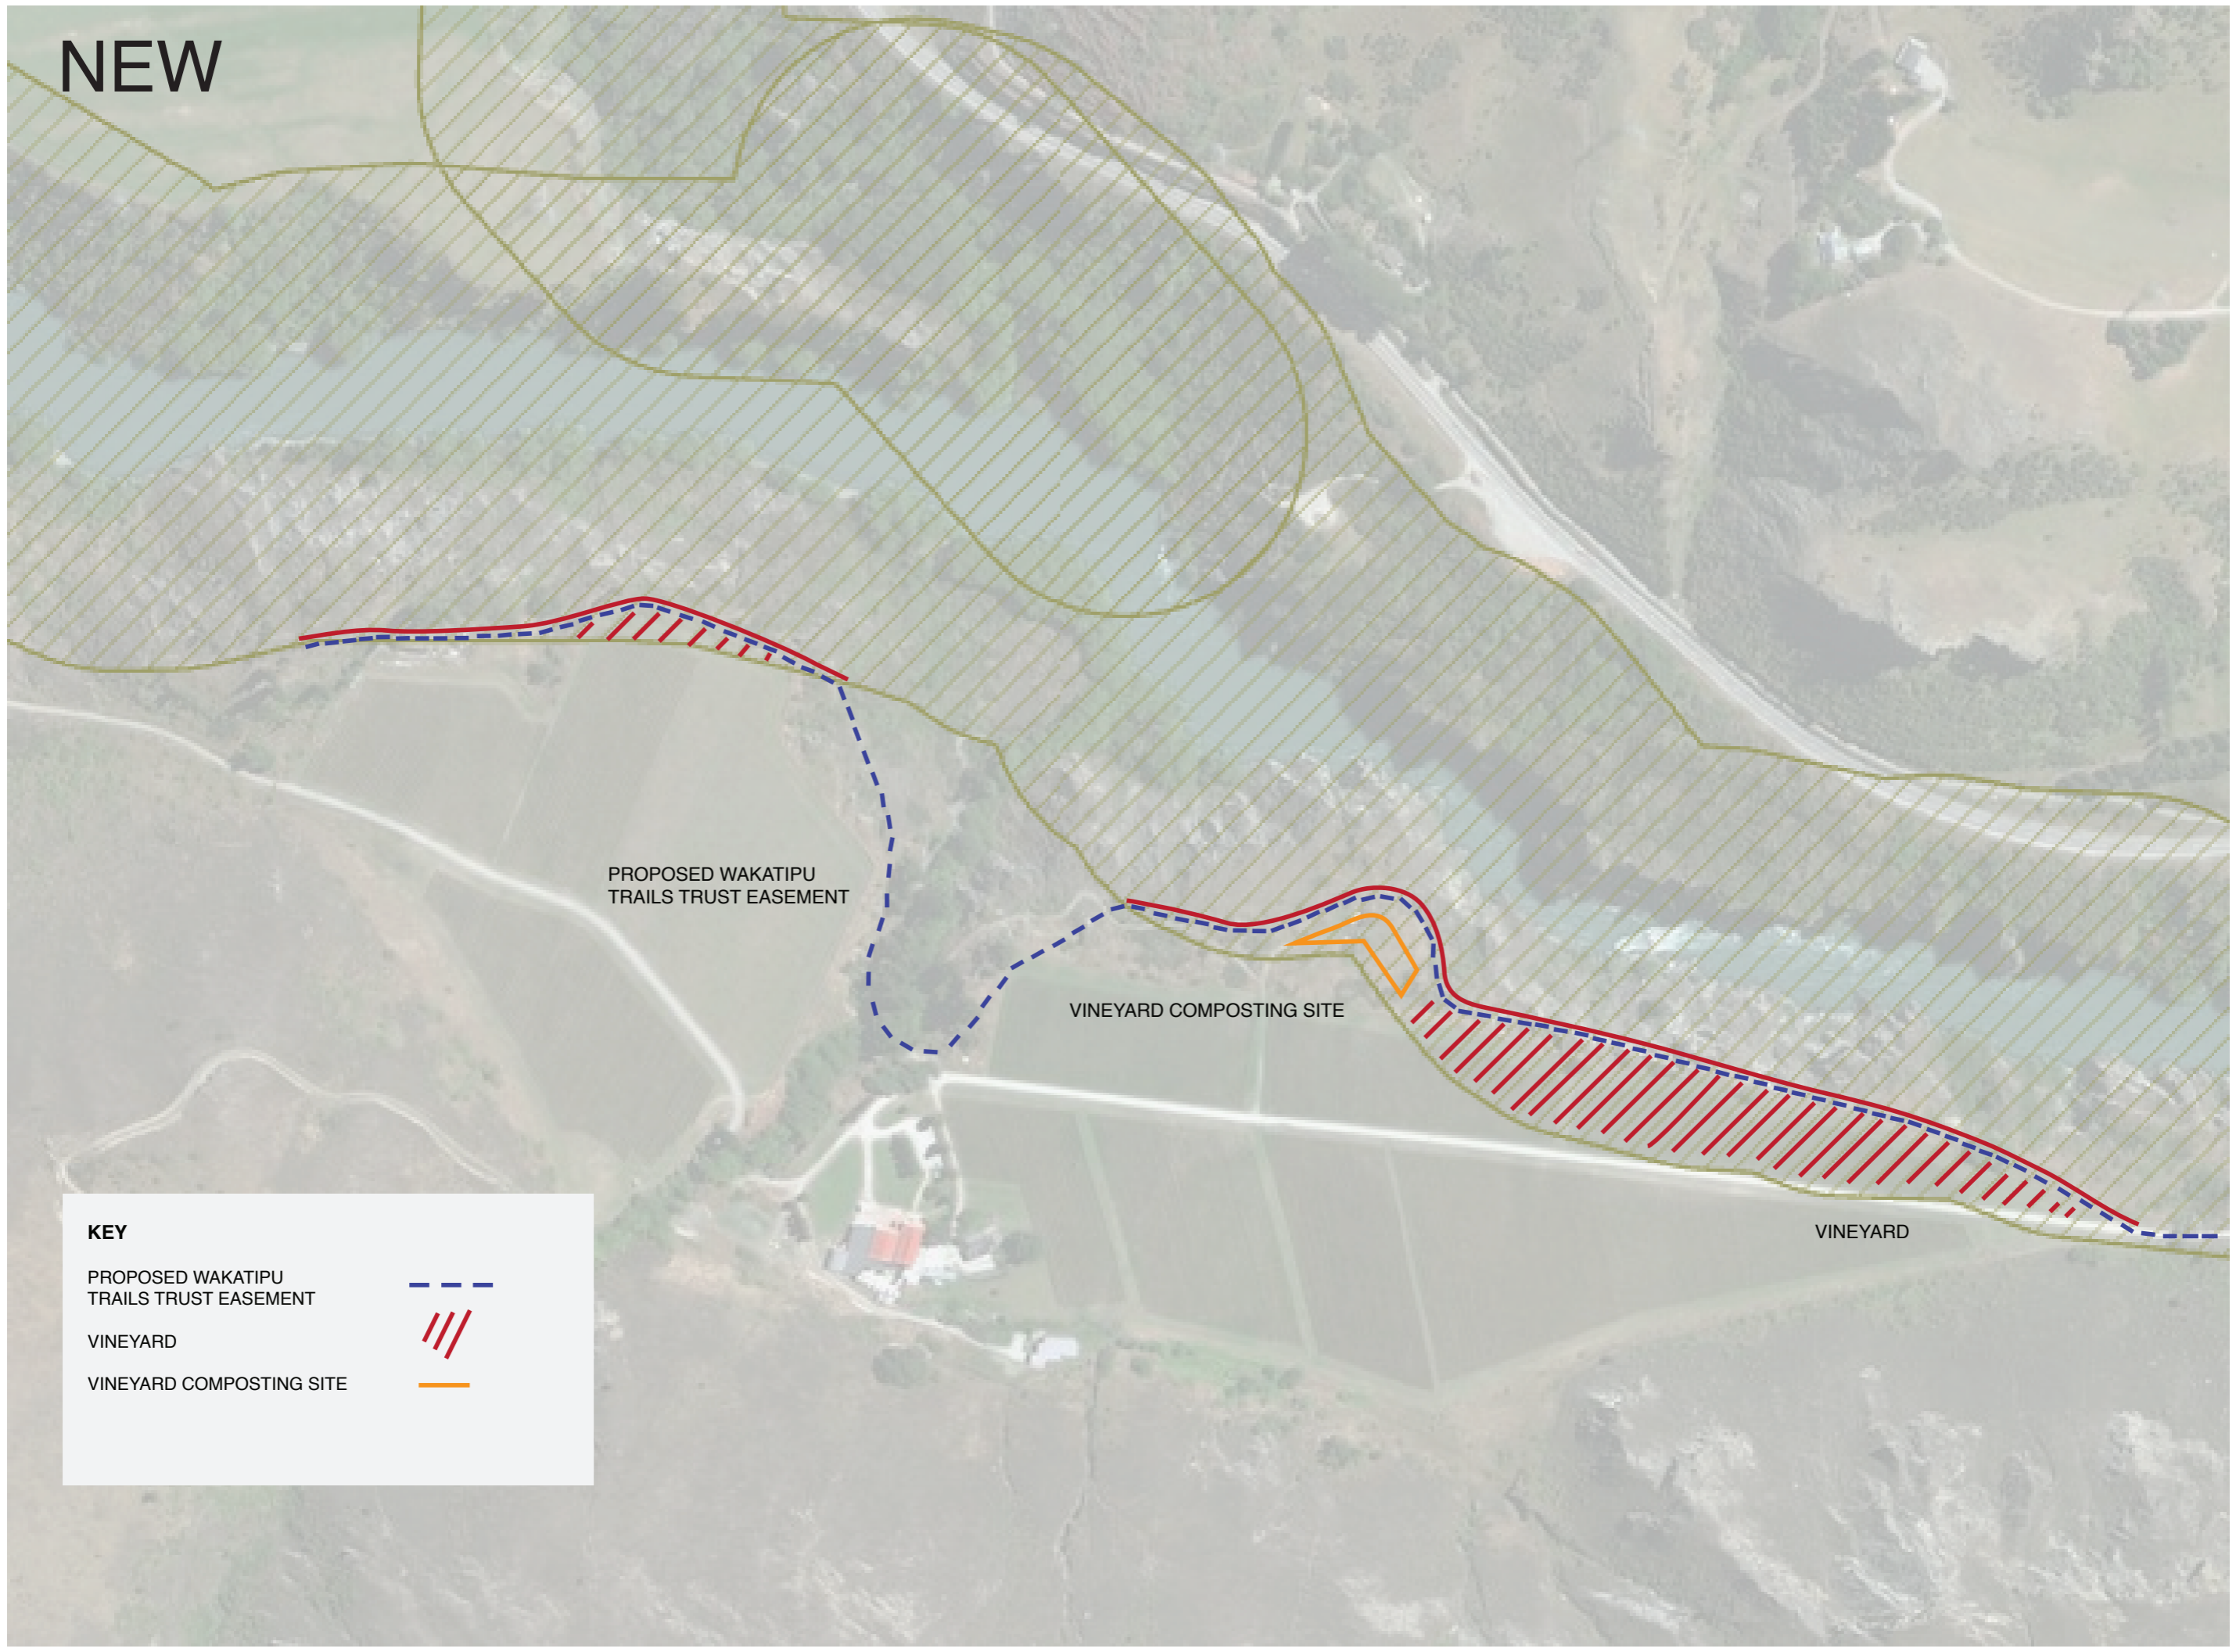 NEW
PROPOSED WAKATIPU
TRAILS TRUST EASEMENT
VINEYARD COMPOSTING SITE
VINEYARD
KEY
PROPOSED WAKATIPU
TRAILS TRUST EASEMENT
VINEYARD
VINEYARD COMPOSTING SITE